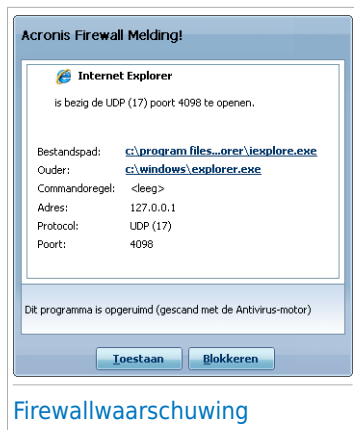 Acronis Firewall Melding!
Internet Explorer
is bezig de UDP (17) poort 4098 te openen.
Bestandspad: c:\program files...orer\iexplore.exe
Ouder: c:\windows\explorer.exe
Commandoregel: <leeg>
Adres: 127.0.0.1
Protocol: UDP (17)
Poort: 4098
Dit programma is opgeruimd (gescand met de Antivirus-motor)
Toestaan Blokkeren
Firewallwaarschuwing